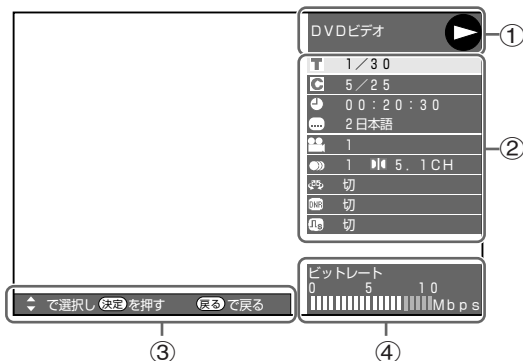 DVDビデオ
①
T 1/30
C 5/25
00:20:30
2日本語
1
1 5.1CH
切
DNR 切
切
②
ビットレート
0 5 10
Mbps
で選択し 決定 を押す 戻る で戻る
③
④